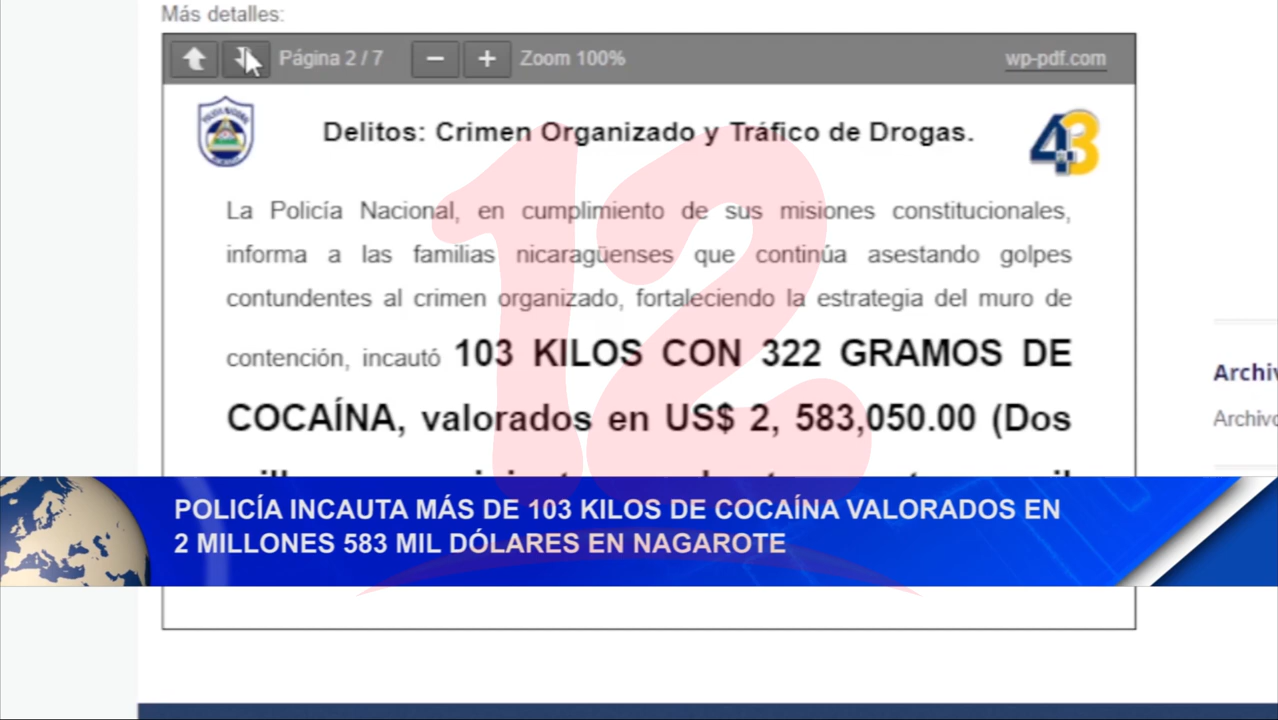 Más detalles:
Página 2 / 7
Zoom 100%
wp-pdf.com
Delitos: Crimen Organizado y Tráfico de Drogas.
43
La Policía Nacional, en cumplimiento de sus misiones constitucionales,
informa a las familias nicaragüenses que continúa asestando golpes
contundentes al crimen organizado, fortaleciendo la estrategia del muro de
contención, incautó 103 KILOS CON 322 GRAMOS DE
COCAÍNA, valorados en US$ 2, 583,050.00 (Dos
Archiv
Archivo
12
POLICÍA INCAUTA MÁS DE 103 KILOS DE COCAÍNA VALORADOS EN
2 MILLONES 583 MIL DÓLARES EN NAGAROTE